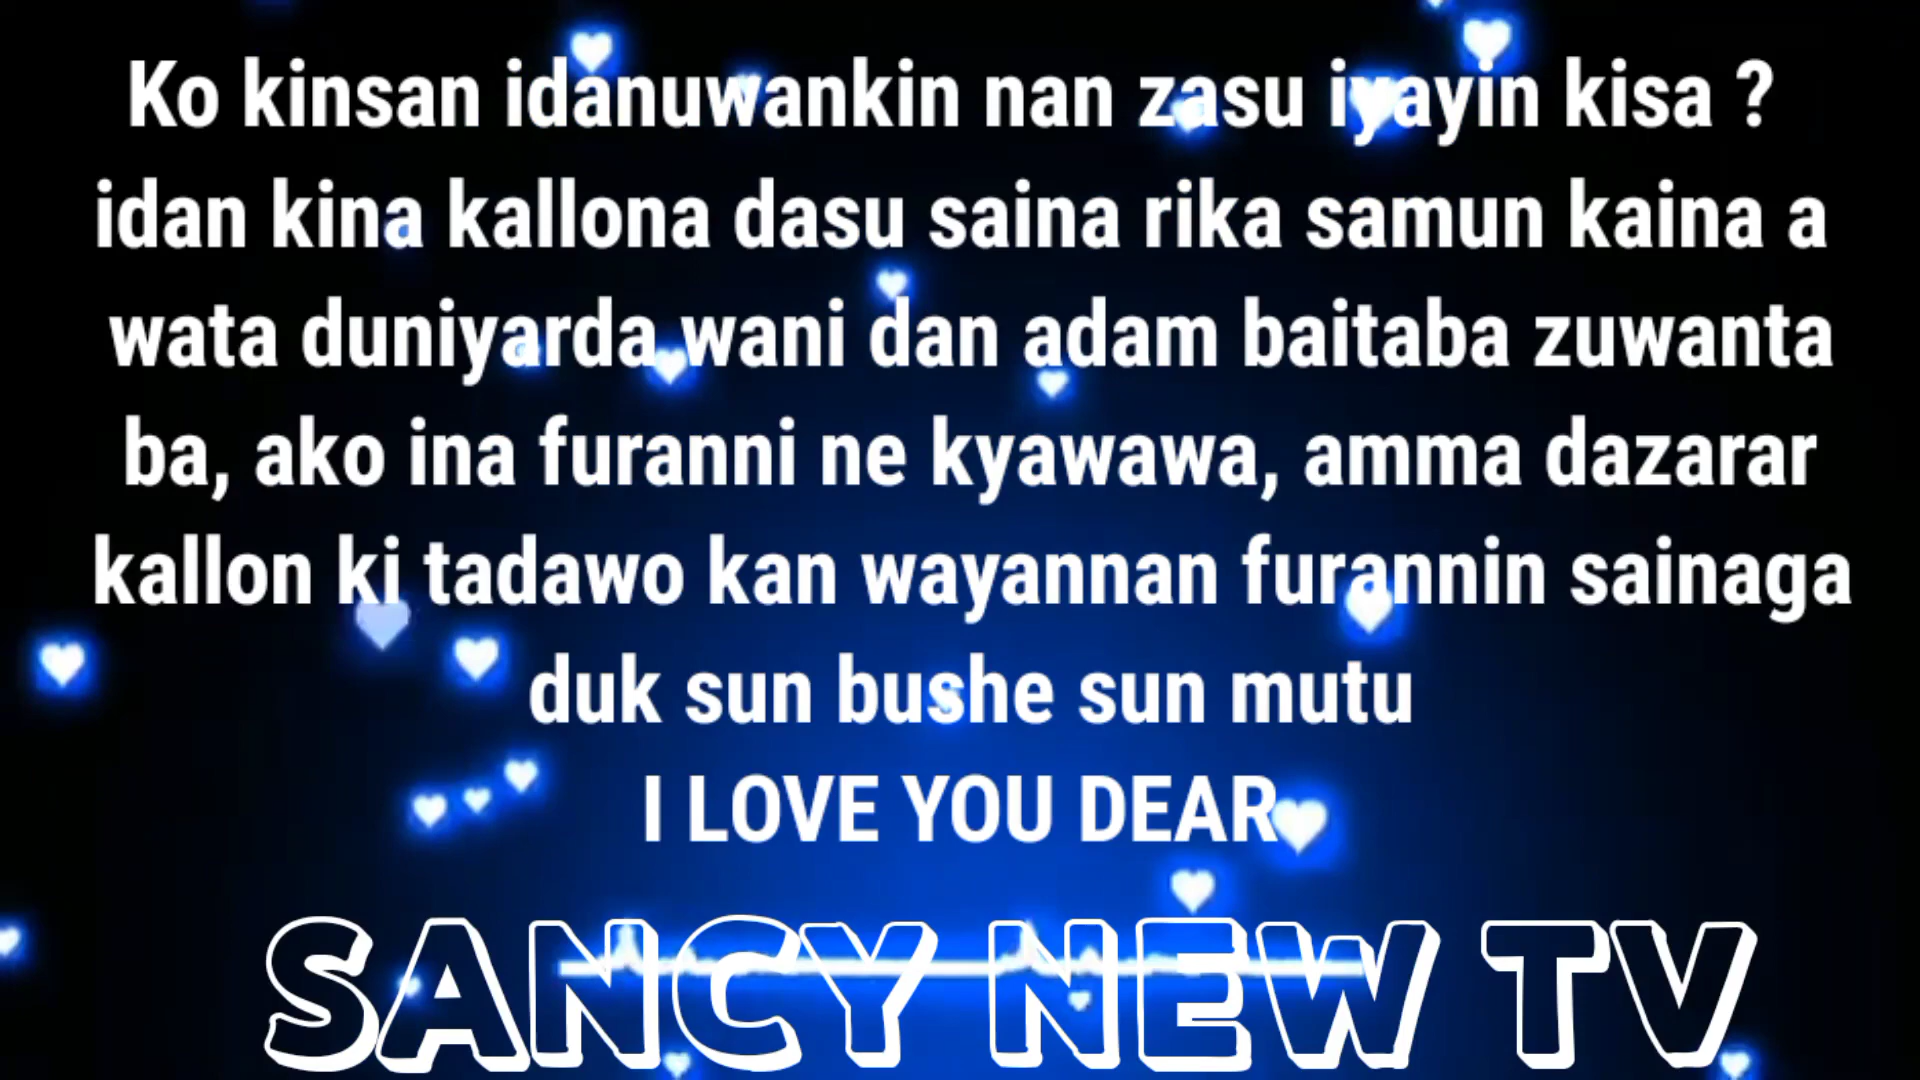 Ko kinsan idanuwankin nan zasu iyayin kisa ?
idan kina kallona dasu saina rika samun kaina a
wata duniyarda wani dan adam baitaba zuwanta
ba, ako ina furanni ne kyawawa, amma dazarar
kallon ki tadawo kan wayannan furannin sainaga
duk sun bushe sun mutu
I LOVE YOU DEAR
SANCY NEW TV